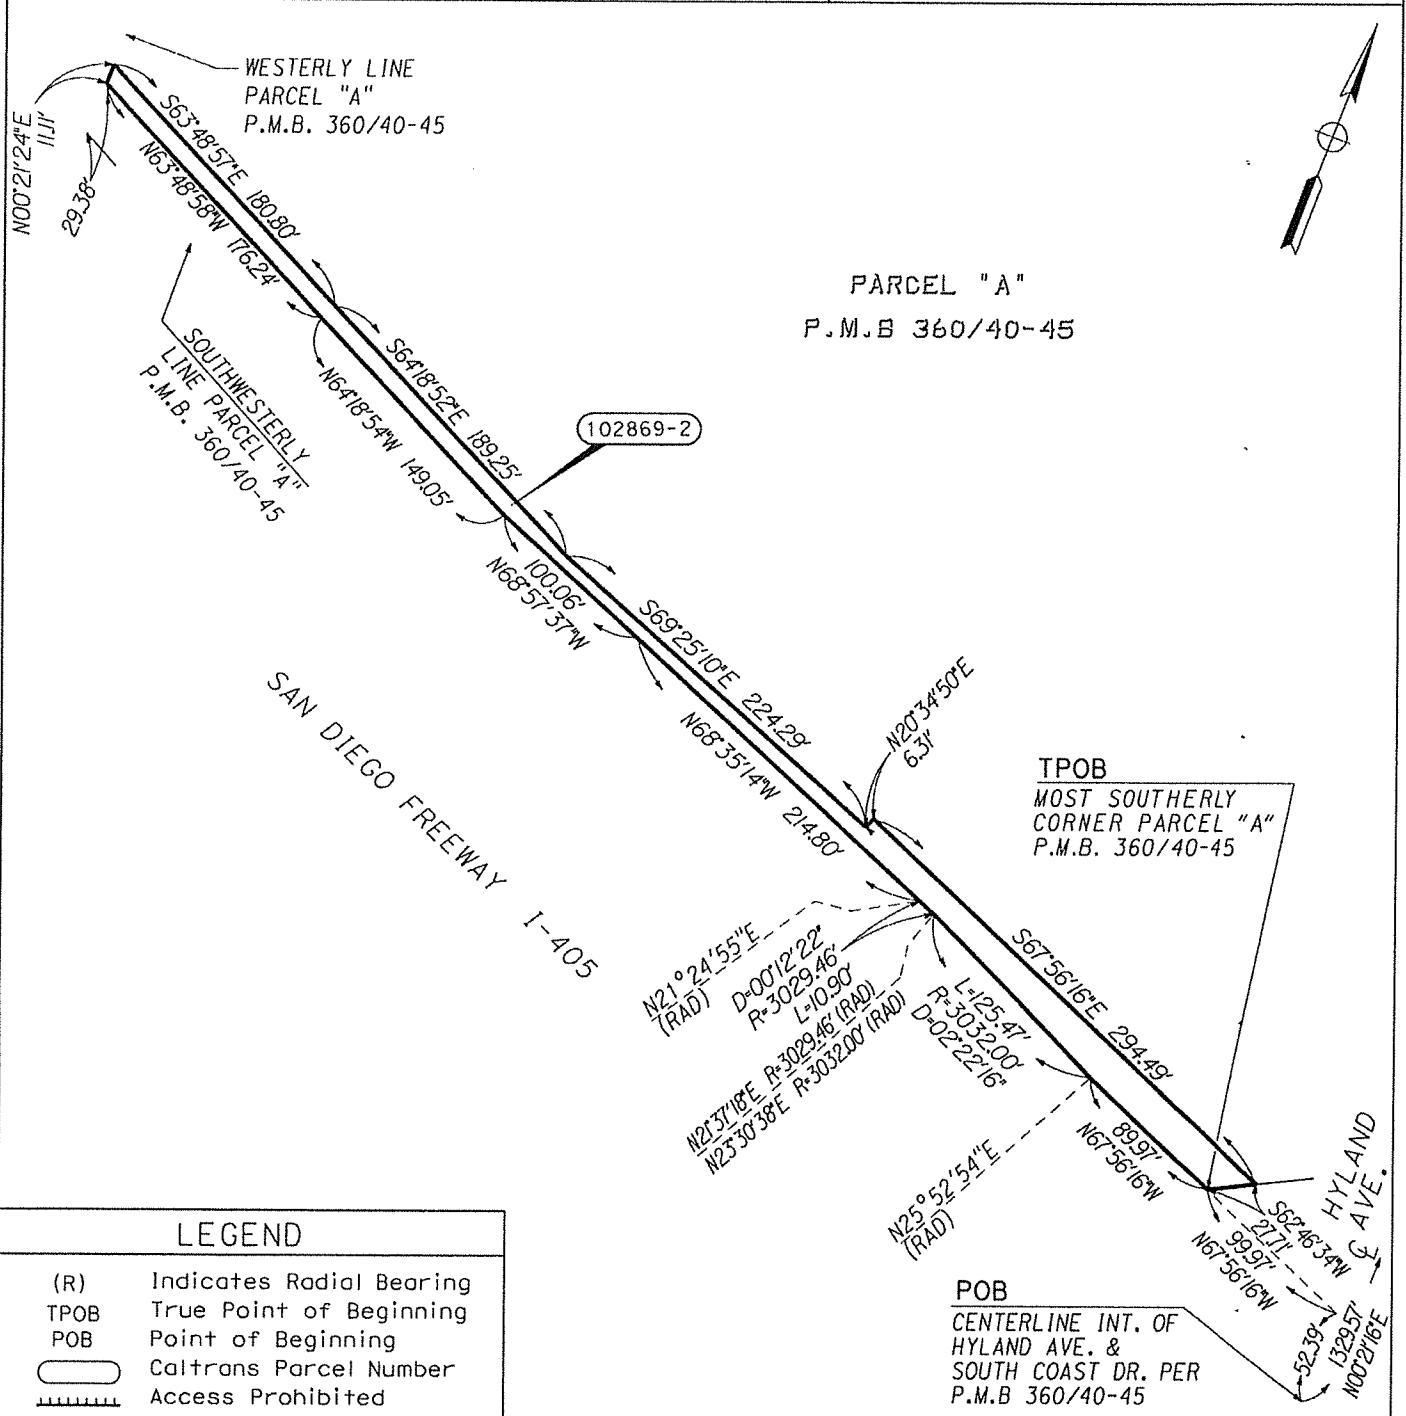 WESTERLY LINE
PARCEL "A"
P.M.B. 360/40-45
N00°21'24"E
11.11'
29.38'
S63°48'57"E 180.80'
N63°48'58"W 176.24'
SOUTHWESTERLY
LINE PARCEL "A"
P.M.B. 360/40-45
PARCEL "A"
P.M.B 360/40-45
S64°18'52"E 189.25'
N64°18'54"W 149.05'
102869-2
100.06'
N68°57'37"W
S69°25'10"E 224.29'
N68°35'14"W 214.80'
N20°34'50"E
6.31'
SAN DIEGO FREEWAY I-405
TPOB
MOST SOUTHERLY
CORNER PARCEL "A"
P.M.B. 360/40-45
N21°24'55"E
(RAD)
D=00°12'22"
R=3029.46'
L=10.90'
N21°37'18"E R=3029.46' (RAD)
N23°30'38"E R=3032.00' (RAD)
L=125.47'
R=3032.00'
D=02°22'16"
S67°56'16"E 294.49'
N25°52'54"E
(RAD)
89.97'
N67°56'16"W
S62°46'34"W
27.71'
99.97'
N67°56'16"W
HYLAND
AVE.
52.39'
1329.57'
N00°21'16"E
POB
CENTERLINE INT. OF
HYLAND AVE. &
SOUTH COAST DR. PER
P.M.B 360/40-45
LEGEND
(R) Indicates Radial Bearing
TPOB True Point of Beginning
POB Point of Beginning
Caltrans Parcel Number
Access Prohibited